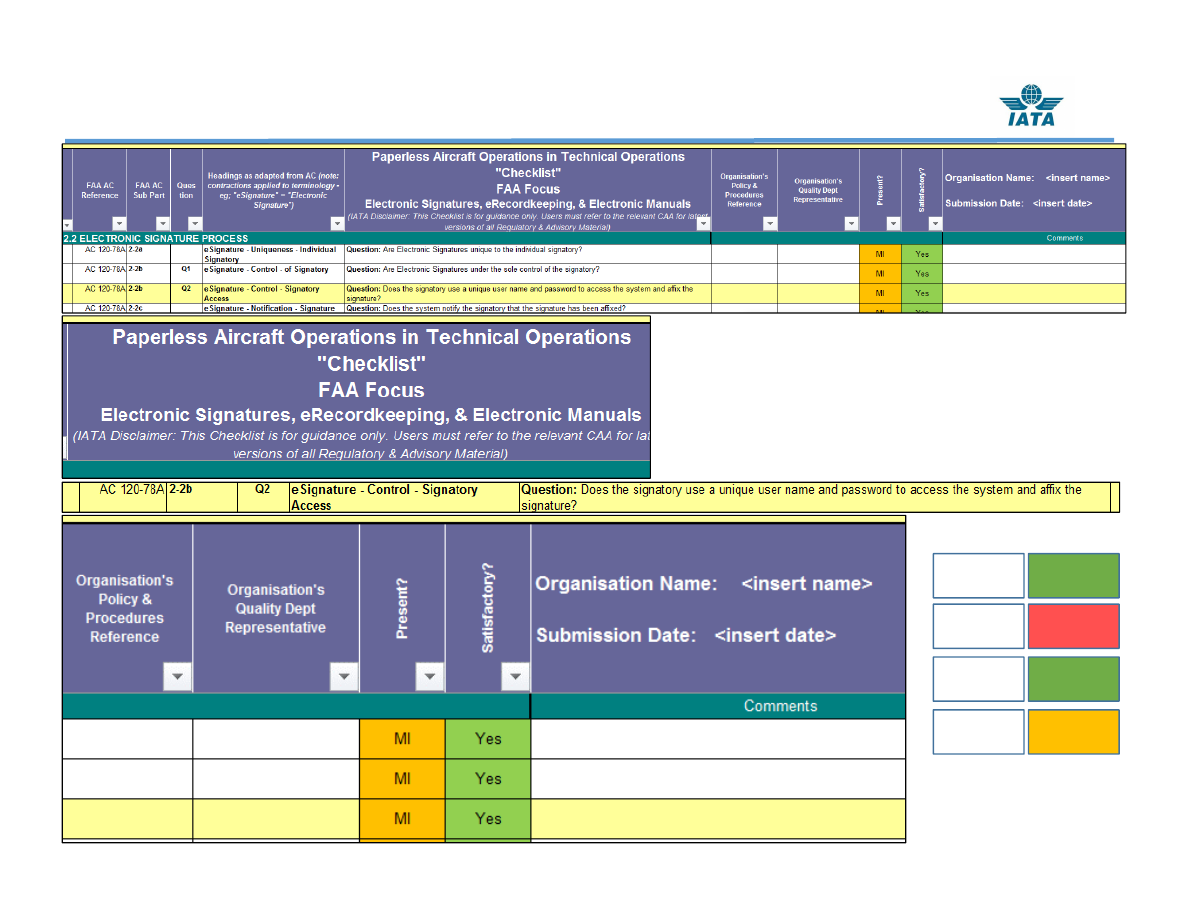 IATA
FAA AC
Reference
FAA AC
Sub Part
Ques
tion
Headings as adapted from AC (note:
contractions applied to terminology -
eg; "eSignature" = "Electronic
Signature")
Paperless Aircraft Operations in Technical Operations
"Checklist"
FAA Focus
Electronic Signatures, eRecordkeeping, & Electronic Manuals
(IATA Disclaimer: This Checklist is for guidance only. Users must refer to the relevant CAA for latest
versions of all Regulatory & Advisory Material)
Organisation's
Policy &
Procedures
Reference
Organisation's
Quality Dept
Representative
Present?
Satisfactory?
Organisation Name: <insert name>
Submission Date: <insert date>
2.2 ELECTRONIC SIGNATURE PROCESS Comments
AC 120-78A 2-2a eSignature - Uniqueness - Individual Question: Are Electronic Signatures unique to the individual signatory? MI Yes
Signatory
AC 120-78A 2-2b Q1 eSignature - Control - of Signatory Question: Are Electronic Signatures under the sole control of the signatory? MI Yes
AC 120-78A 2-2b Q2 eSignature - Control - Signatory Question: Does the signatory use a unique user name and password to access the system and affix the MI Yes
Access signature?
AC 120-78A 2-2c eSignature - Notification - Signature Question: Does the system notify the signatory that the signature has been affixed? MI Yes
Paperless Aircraft Operations in Technical Operations
"Checklist"
FAA Focus
Electronic Signatures, eRecordkeeping, & Electronic Manuals
(IATA Disclaimer: This Checklist is for guidance only. Users must refer to the relevant CAA for lat
versions of all Regulatory & Advisory Material)
AC 120-78A 2-2b Q2 eSignature - Control - Signatory Question: Does the signatory use a unique user name and password to access the system and affix the
Access signature?
Organisation's
Policy &
Procedures
Reference
Organisation's
Quality Dept
Representative
Present?
Satisfactory?
Organisation Name: <insert name>
Submission Date: <insert date>
Comments
MI Yes
MI Yes
MI Yes